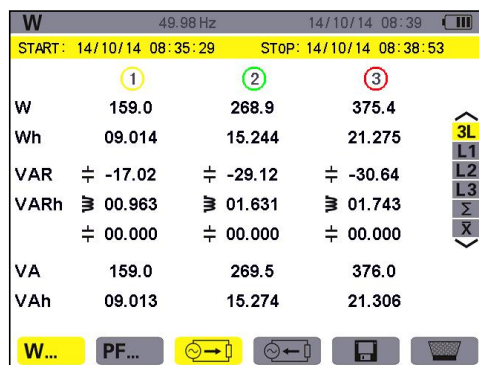 W 49.98 Hz 14/10/14 08:39
START: 14/10/14 08:35:29 STOP: 14/10/14 08:38:53
1 2 3
W 159.0 268.9 375.4
Wh 09.014 15.244 21.275
VAR -17.02 -29.12 -30.64
VARh 00.963 01.631 01.743
00.000 00.000 00.000
VA 159.0 269.5 376.0
VAh 09.013 15.274 21.306
3L
L1
L2
L3
Σ
x̅
W... PF...